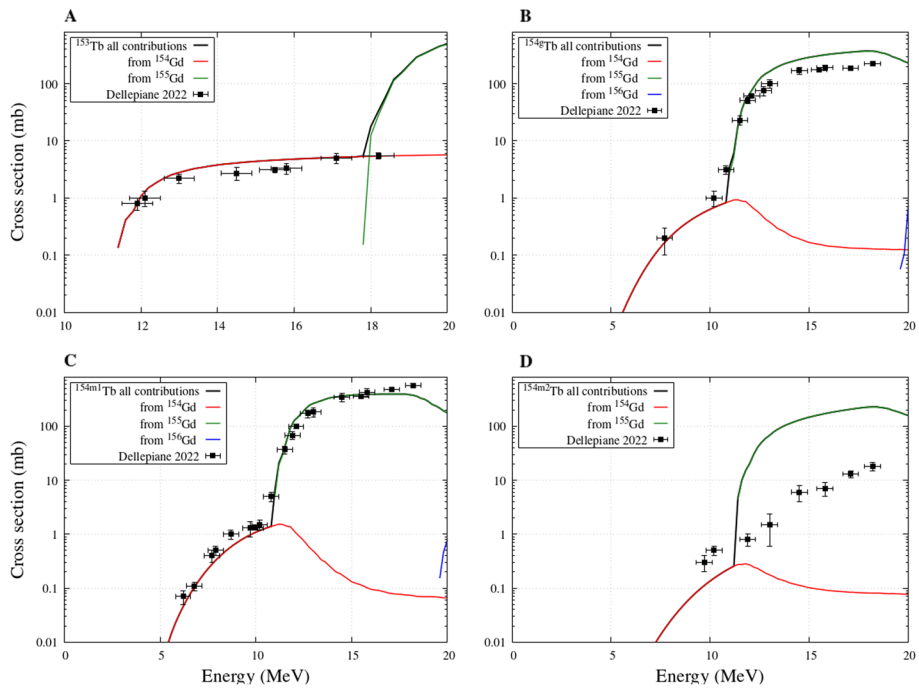 A
B
¹⁵³Tb all contributions
from ¹⁵⁴Gd
from ¹⁵⁵Gd
Dellepiane 2022
Cross section (mb)
100
10
1
0.1
0.01
10
12
14
16
18
20
¹⁵⁴ᵍTb all contributions
from ¹⁵⁴Gd
from ¹⁵⁵Gd
from ¹⁵⁶Gd
Dellepiane 2022
100
10
1
0.1
0.01
0
5
10
15
20
C
D
¹⁵⁴ᵐ¹Tb all contributions
from ¹⁵⁴Gd
from ¹⁵⁵Gd
from ¹⁵⁶Gd
Dellepiane 2022
Cross section (mb)
100
10
1
0.1
0.01
0
5
10
15
20
Energy (MeV)
¹⁵⁴ᵐ²Tb all contributions
from ¹⁵⁴Gd
from ¹⁵⁵Gd
Dellepiane 2022
100
10
1
0.1
0.01
0
5
10
15
20
Energy (MeV)